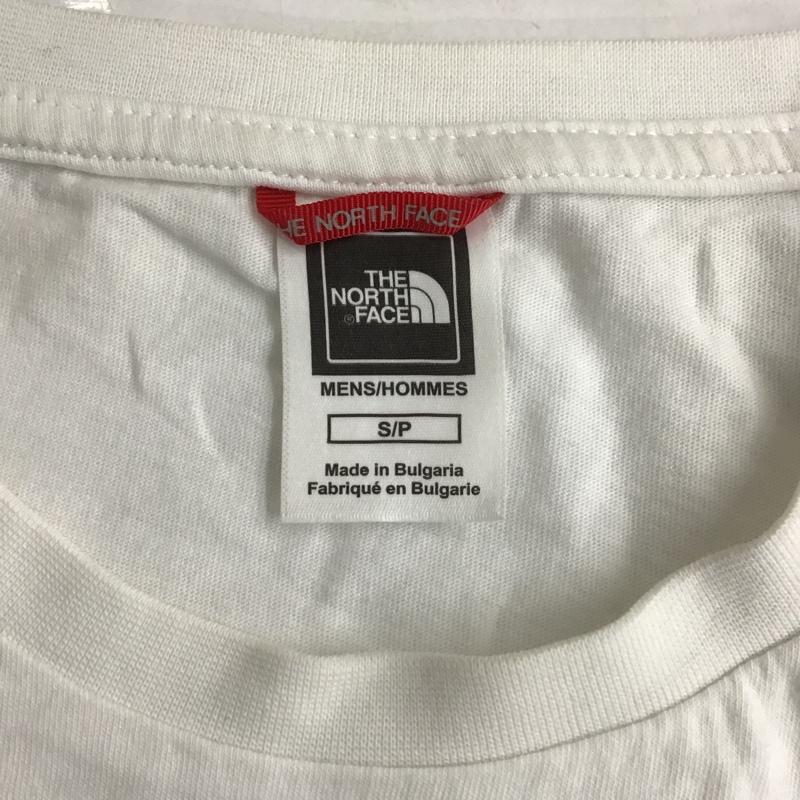 HE NORTH FACE
THE
NORTH
FACE
®
MENS/HOMMES
S/P
Made in Bulgaria
Fabriqué en Bulgarie